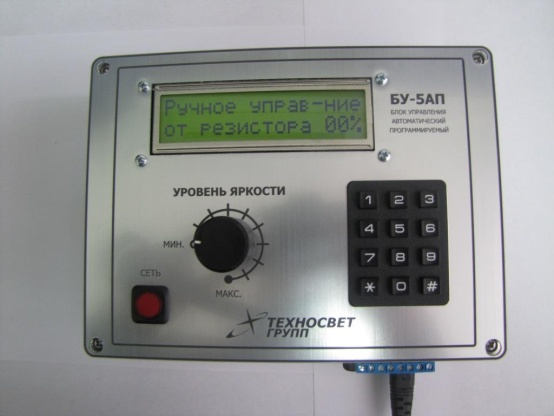 Ручное управ-ние
от резистора 00%
БУ-5АП
БЛОК УПРАВЛЕНИЯ
АВТОМАТИЧЕСКИЙ
ПРОГРАММИРУЕМЫЙ
УРОВЕНЬ ЯРКОСТИ
МИН.
МАКС.
СЕТЬ
1 2 3
4 5 6
7 8 9
* 0 #
ТЕХНОСВЕТ
ГРУПП